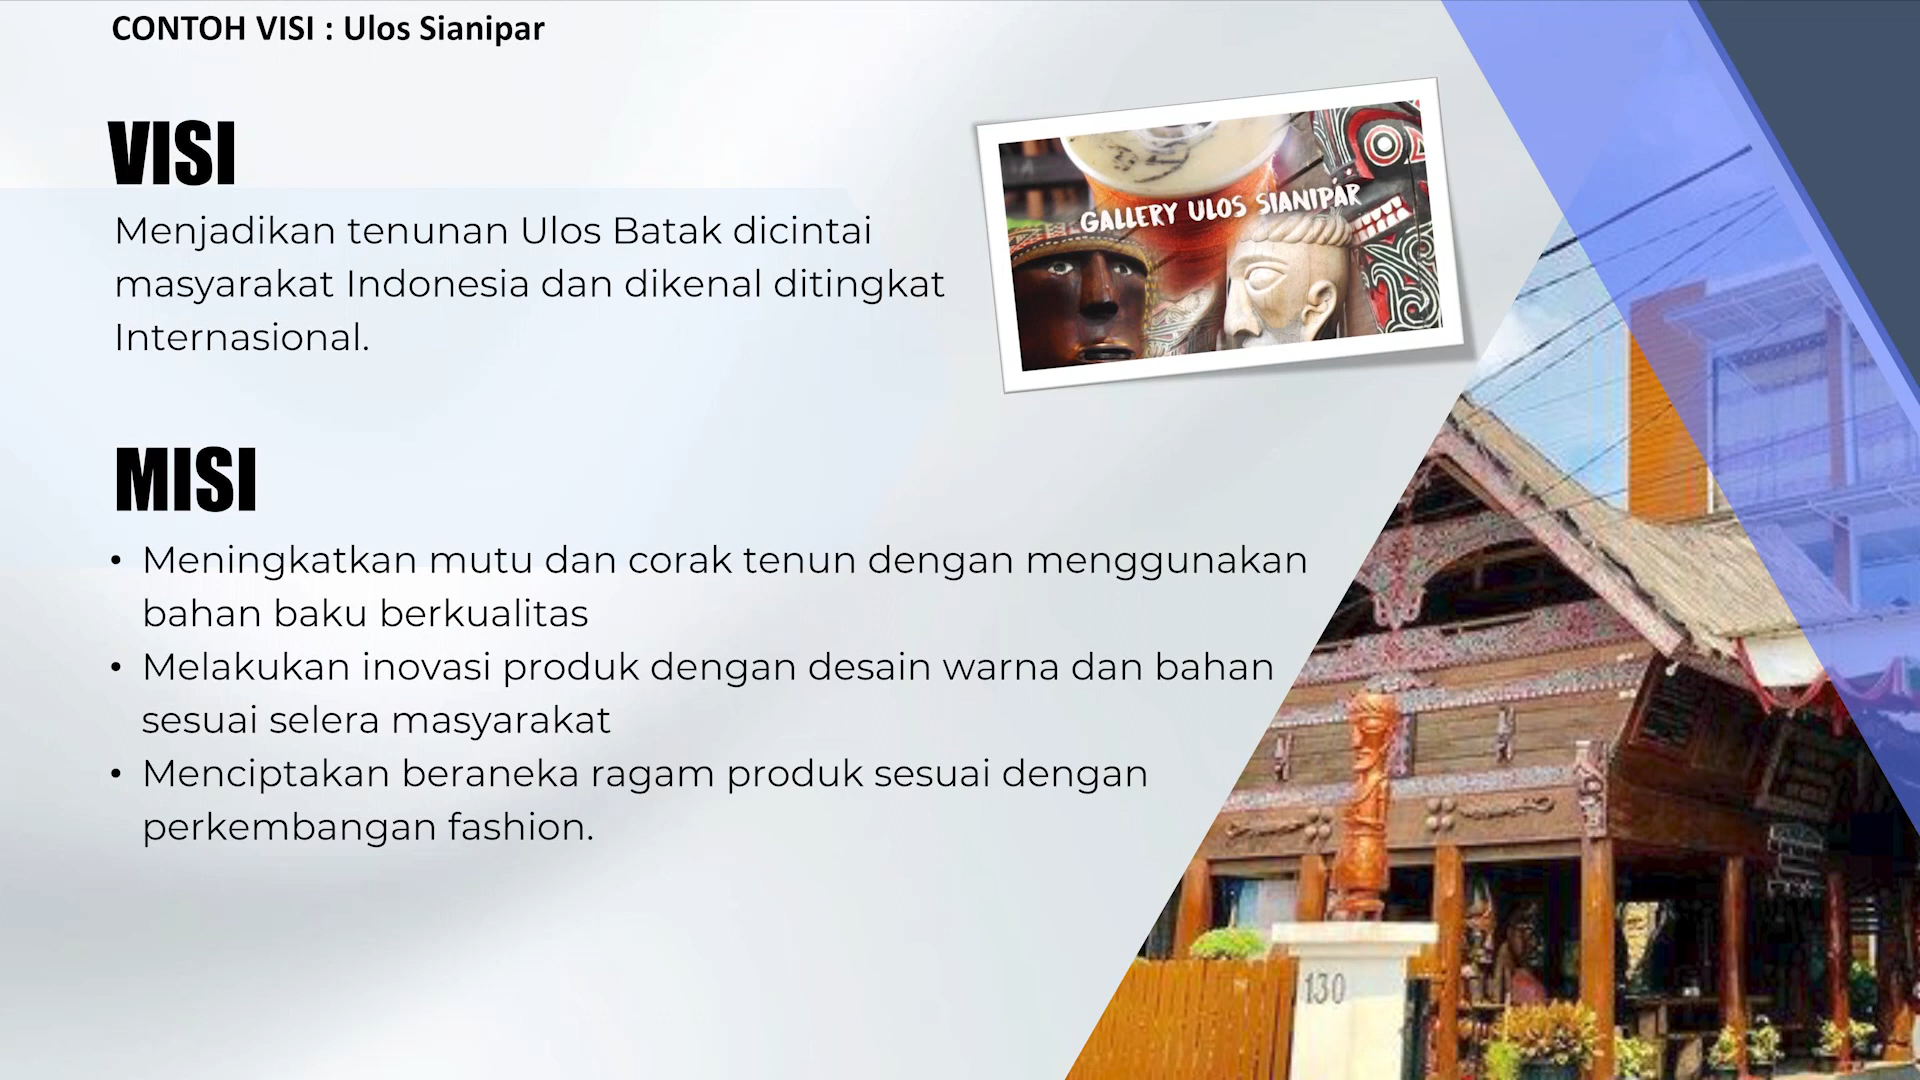 CONTOH VISI : Ulos Sianipar
VISI
Menjadikan tenunan Ulos Batak dicintai
masyarakat Indonesia dan dikenal ditingkat
Internasional.
GALLERY ULOS SIANIPAR
MISI
• Meningkatkan mutu dan corak tenun dengan menggunakan
bahan baku berkualitas
• Melakukan inovasi produk dengan desain warna dan bahan
sesuai selera masyarakat
• Menciptakan beraneka ragam produk sesuai dengan
perkembangan fashion.
130